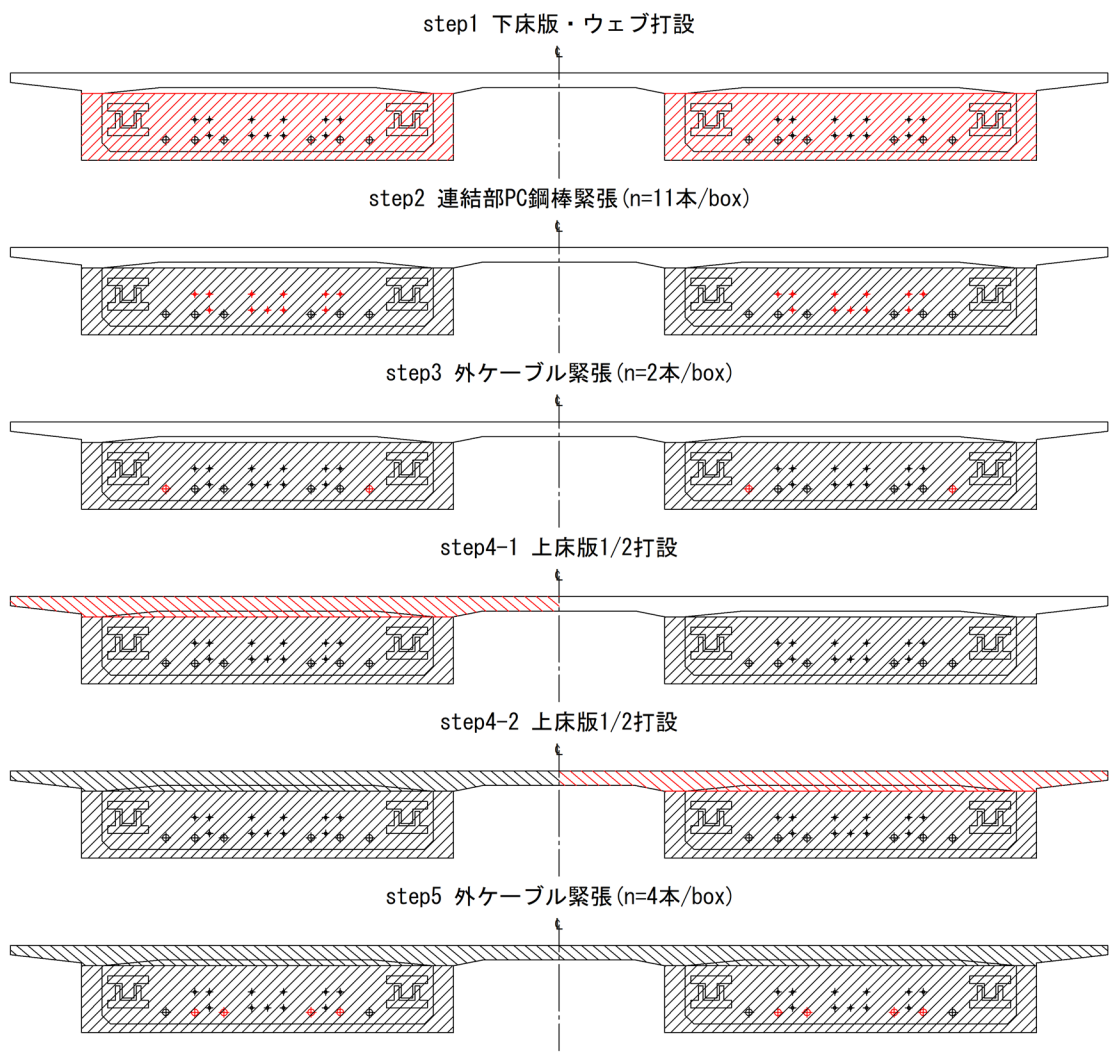 step1 下床版・ウェブ打設
℄
step2 連結部PC鋼棒緊張(n=11本/box)
℄
step3 外ケーブル緊張(n=2本/box)
℄
step4-1 上床版1/2打設
℄
step4-2 上床版1/2打設
℄
step5 外ケーブル緊張(n=4本/box)
℄